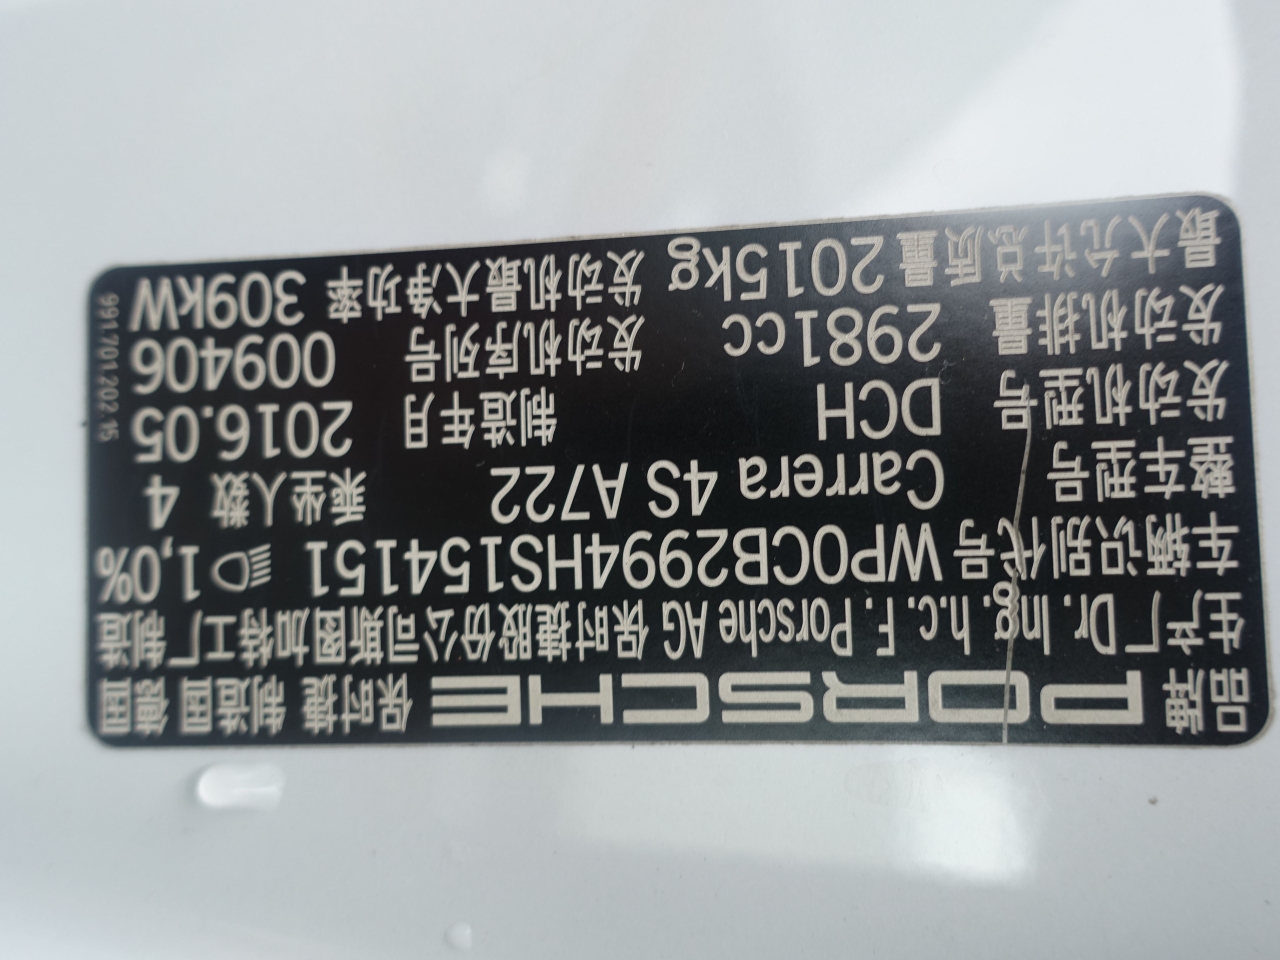 品牌 PORSCHE 保时捷 制造国 德国
生产厂 Dr. Ing. h.c. F. Porsche AG 保时捷股份公司斯图加特工厂制造
车辆识别代号 WP0CB2994HS154151 1,0%
整车型号 Carrera 4S A722 乘坐人数 4
发动机型号 DCH 制造年月 2016.05
发动机排量 2981cc 发动机序列号 009406
最大允许总质量 2015kg 发动机最大净功率 309kW
991.701.202.15